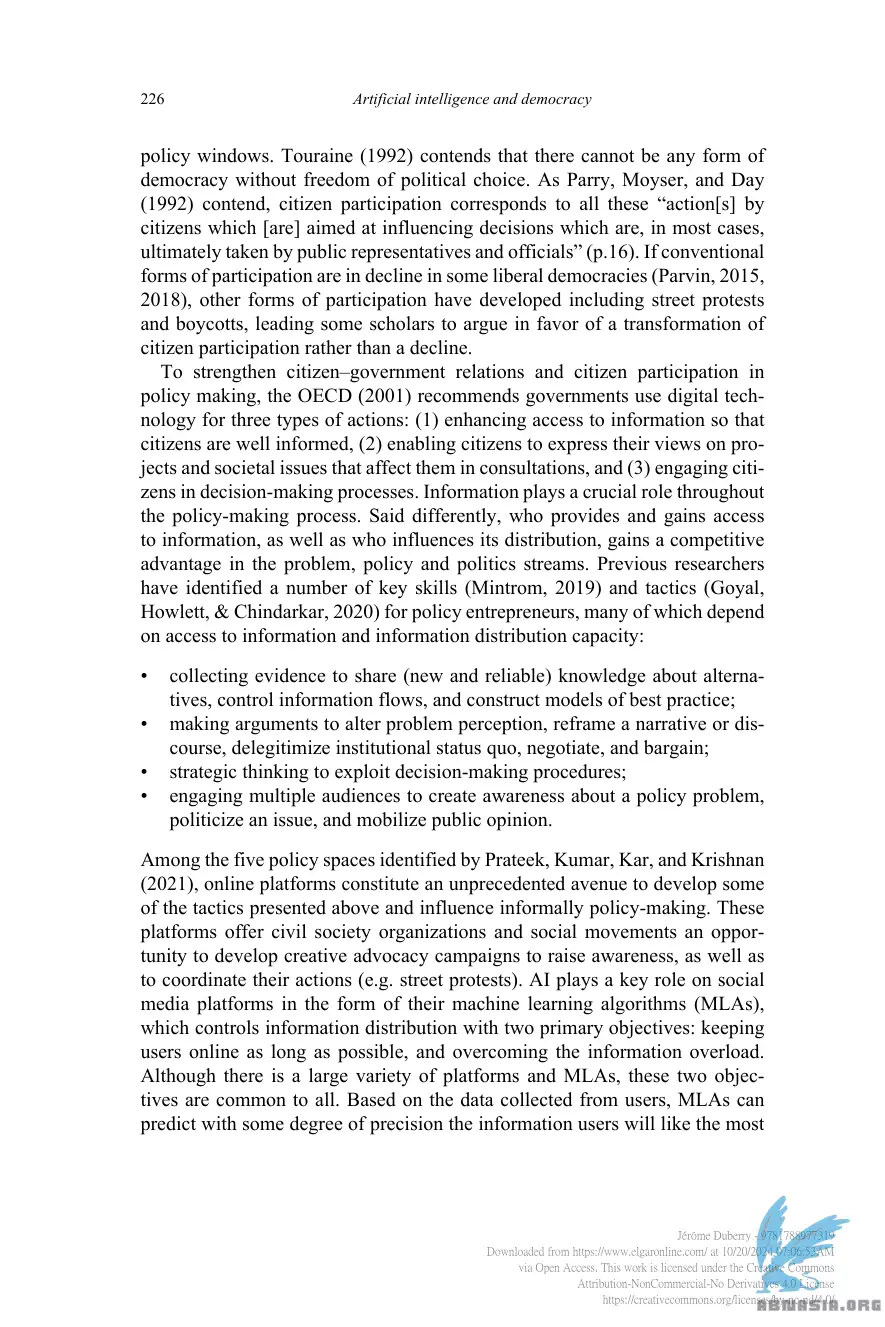 226 Artificial intelligence and democracy
policy windows. Touraine (1992) contends that there cannot be any form of
democracy without freedom of political choice. As Parry, Moyser, and Day
(1992) contend, citizen participation corresponds to all these “action[s] by
citizens which [are] aimed at influencing decisions which are, in most cases,
ultimately taken by public representatives and officials” (p.16). If conventional
forms of participation are in decline in some liberal democracies (Parvin, 2015,
2018), other forms of participation have developed including street protests
and boycotts, leading some scholars to argue in favor of a transformation of
citizen participation rather than a decline.
To strengthen citizen–government relations and citizen participation in
policy making, the OECD (2001) recommends governments use digital tech-
nology for three types of actions: (1) enhancing access to information so that
citizens are well informed, (2) enabling citizens to express their views on pro-
jects and societal issues that affect them in consultations, and (3) engaging citi-
zens in decision-making processes. Information plays a crucial role throughout
the policy-making process. Said differently, who provides and gains access
to information, as well as who influences its distribution, gains a competitive
advantage in the problem, policy and politics streams. Previous researchers
have identified a number of key skills (Mintrom, 2019) and tactics (Goyal,
Howlett, & Chindarkar, 2020) for policy entrepreneurs, many of which depend
on access to information and information distribution capacity:
• collecting evidence to share (new and reliable) knowledge about alterna-
tives, control information flows, and construct models of best practice;
• making arguments to alter problem perception, reframe a narrative or dis-
course, delegitimize institutional status quo, negotiate, and bargain;
• strategic thinking to exploit decision-making procedures;
• engaging multiple audiences to create awareness about a policy problem,
politicize an issue, and mobilize public opinion.
Among the five policy spaces identified by Prateek, Kumar, Kar, and Krishnan
(2021), online platforms constitute an unprecedented avenue to develop some
of the tactics presented above and influence informally policy-making. These
platforms offer civil society organizations and social movements an oppor-
tunity to develop creative advocacy campaigns to raise awareness, as well as
to coordinate their actions (e.g. street protests). AI plays a key role on social
media platforms in the form of their machine learning algorithms (MLAs),
which controls information distribution with two primary objectives: keeping
users online as long as possible, and overcoming the information overload.
Although there is a large variety of platforms and MLAs, these two objec-
tives are common to all. Based on the data collected from users, MLAs can
predict with some degree of precision the information users will like the most
Jérôme Duberry - 9781788977319
Downloaded from https://www.elgaronline.com/ at 10/20/2024 07:06:53AM
via Open Access. This work is licensed under the Creative Commons
Attribution-NonCommercial-No Derivatives 4.0 License
https://creativecommons.org/licenses/by-nc-nd/4.0/
ABTNASIA.ORG